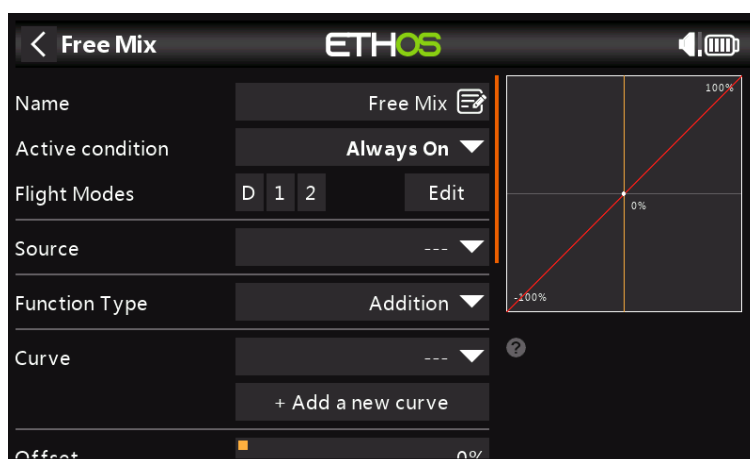 Free Mix
ETHOS
Name
Free Mix
Active condition
Always On
Flight Modes
D 1 2
Edit
Source
---
Function Type
Addition
Curve
---
+ Add a new curve
Offset
0%
100%
0%
-100%
?